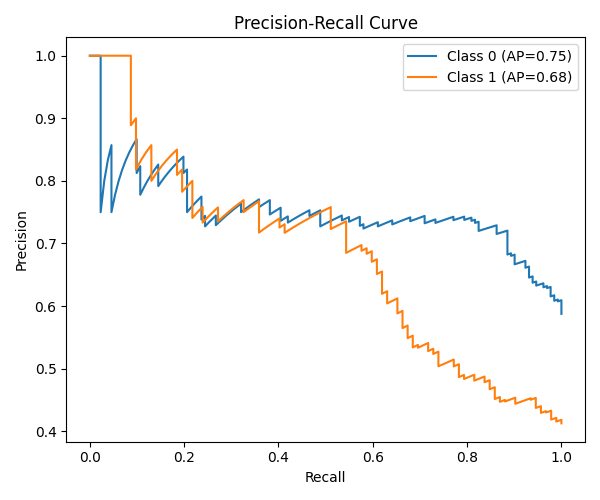 Precision-Recall Curve
Class 0 (AP=0.75)
Class 1 (AP=0.68)
1.0
0.9
0.8
0.7
0.6
0.5
0.4
Precision
0.0 0.2 0.4 0.6 0.8 1.0
Recall